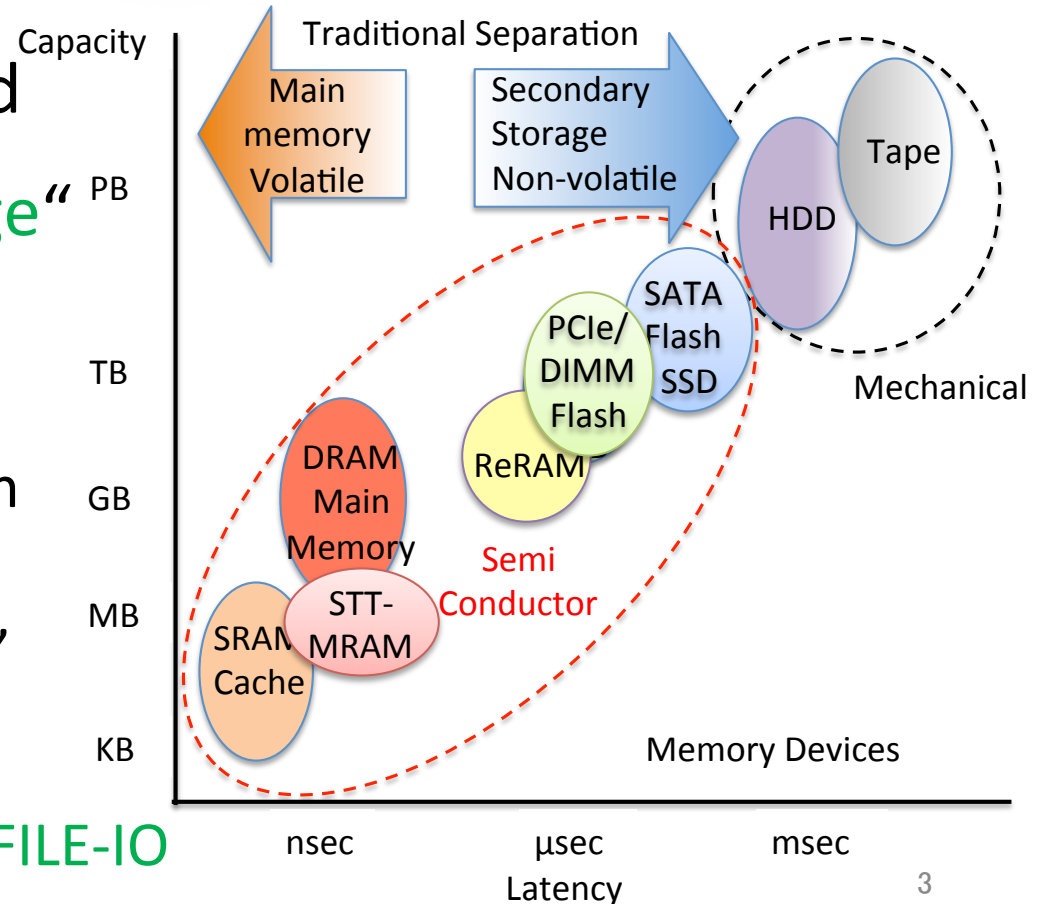 Capacity
Traditional Separation
Main
memory
Volatile
Secondary
Storage
Non-volatile
d
ge“
n
,
FILE-IO
PB
TB
GB
MB
KB
Tape
HDD
SATA
Flash
SSD
PCIe/
DIMM
Flash
Mechanical
ReRAM
DRAM
Main
Memory
Semi
Conductor
STT-
MRAM
SRAM
Cache
Memory Devices
nsec
μsec
msec
Latency
3